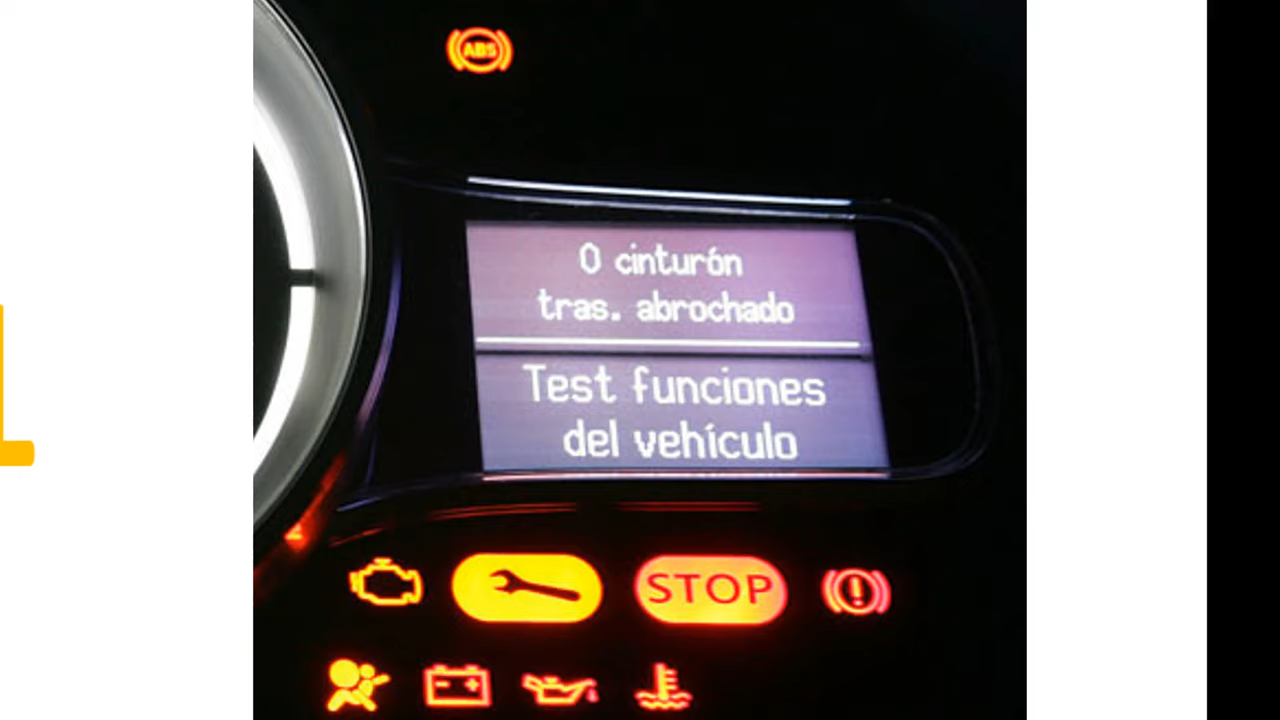 ABS
0 cinturón
tras. abrochado
Test funciones
del vehículo
STOP